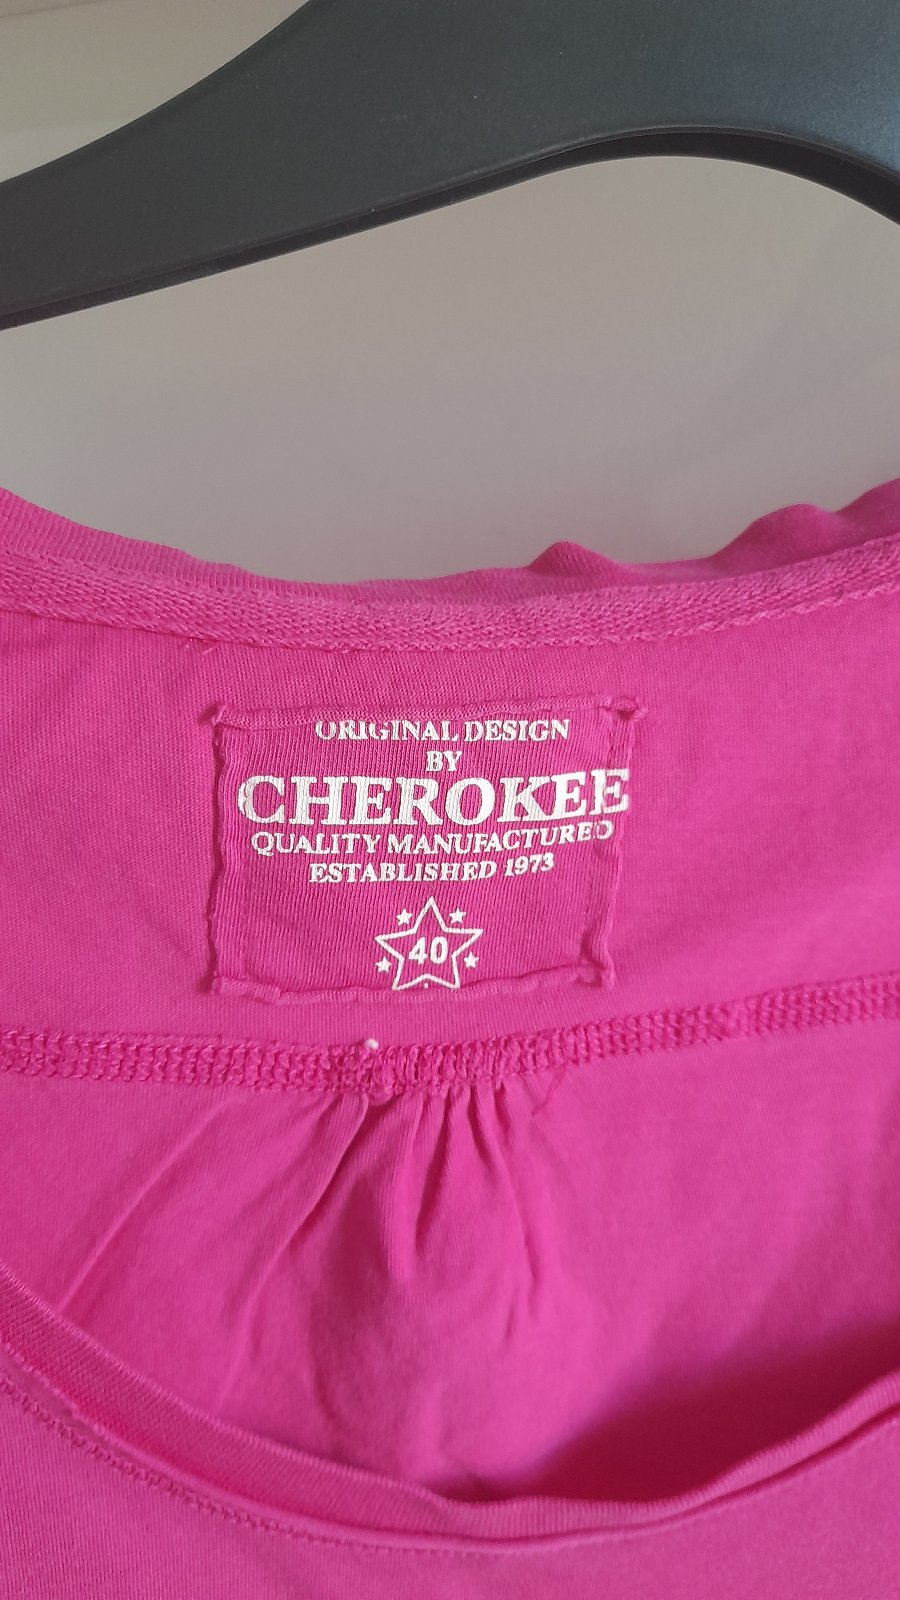 ORIGINAL DESIGN
BY
CHEROKEE
QUALITY MANUFACTURED
ESTABLISHED 1973
40